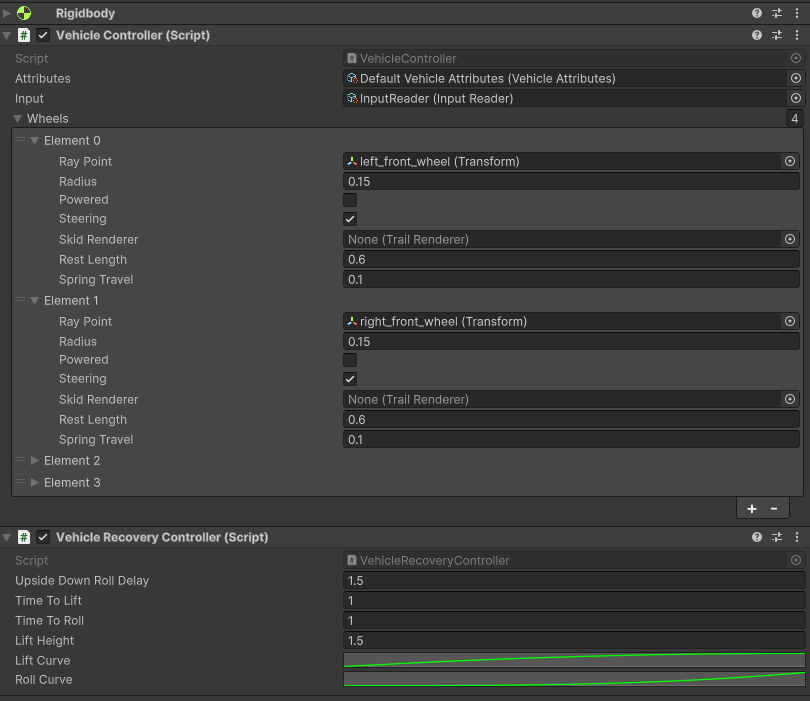 Rigidbody
# Vehicle Controller (Script)
Script # VehicleController
Attributes Default Vehicle Attributes (Vehicle Attributes)
Input InputReader (Input Reader)
Wheels 4
Element 0
Ray Point left_front_wheel (Transform)
Radius 0.15
Powered
Steering
Skid Renderer None (Trail Renderer)
Rest Length 0.6
Spring Travel 0.1
Element 1
Ray Point right_front_wheel (Transform)
Radius 0.15
Powered
Steering
Skid Renderer None (Trail Renderer)
Rest Length 0.6
Spring Travel 0.1
Element 2
Element 3
+ -
# Vehicle Recovery Controller (Script)
Script # VehicleRecoveryController
Upside Down Roll Delay 1.5
Time To Lift 1
Time To Roll 1
Lift Height 1.5
Lift Curve
Roll Curve